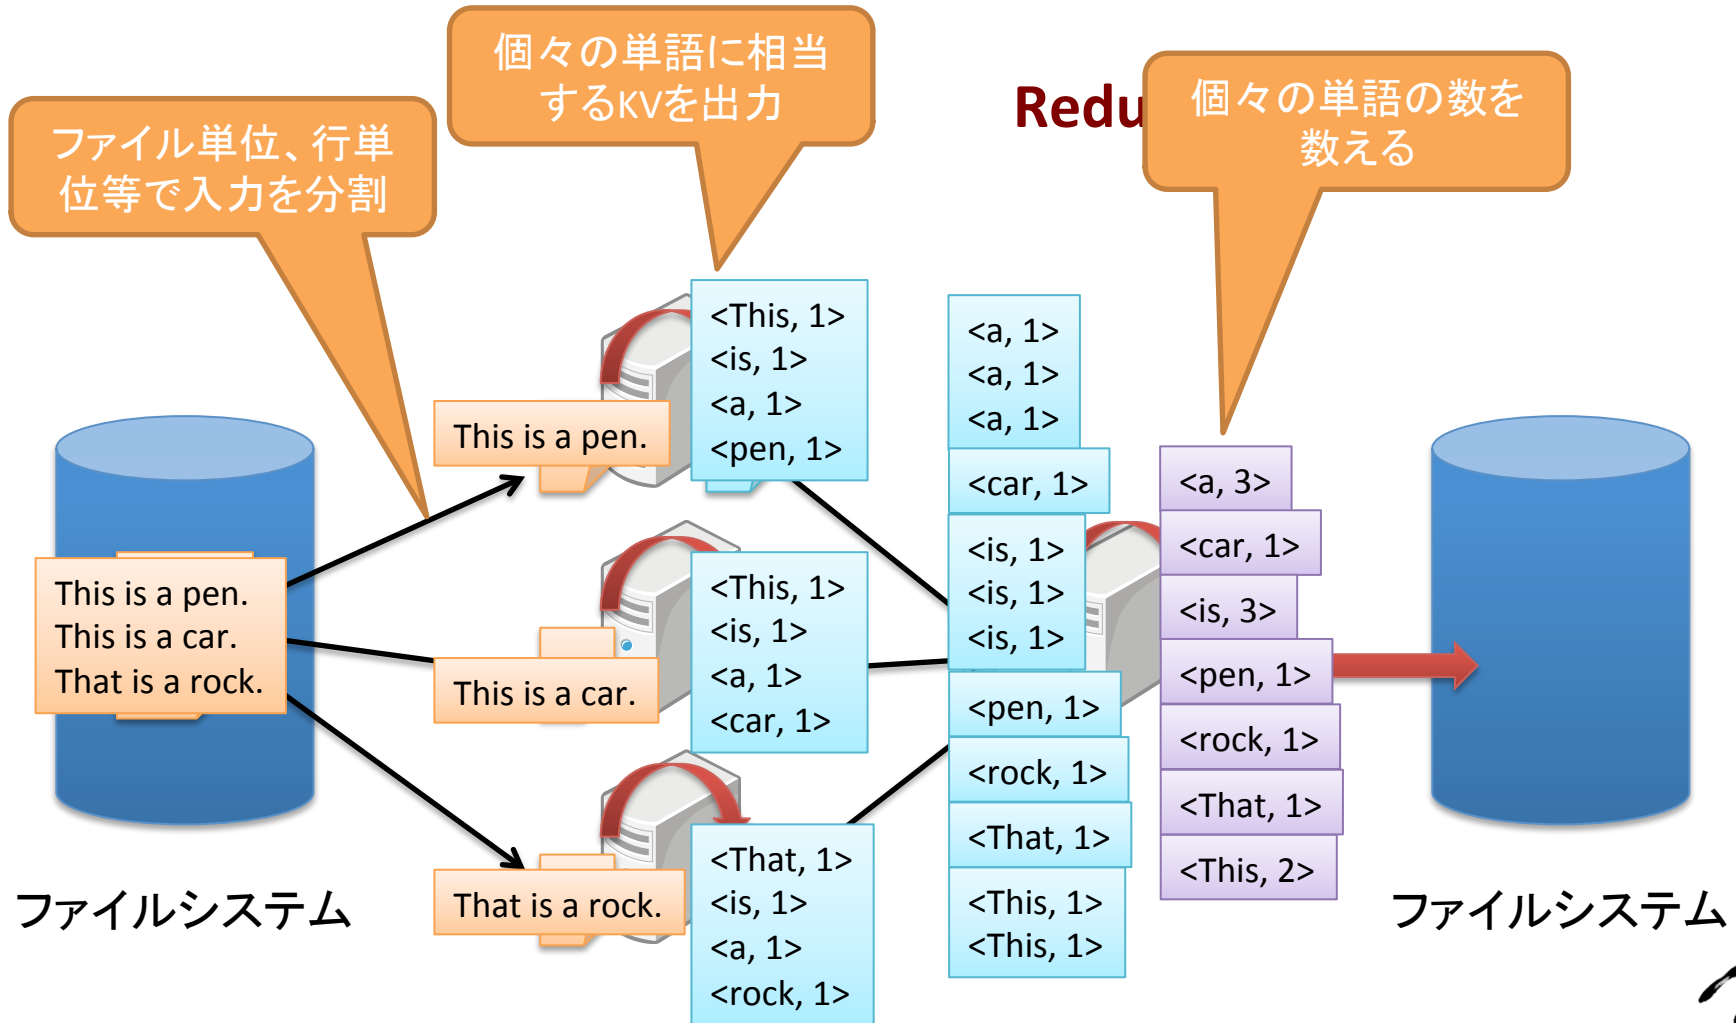 個々の単語に相当
するKVを出力
Redu
個々の単語の数を
数える
ファイル単位、行単
位等で入力を分割
This is a pen.
This is a car.
That is a rock.
ファイルシステム
This is a pen.
<This, 1>
<is, 1>
<a, 1>
<pen, 1>
This is a car.
<This, 1>
<is, 1>
<a, 1>
<car, 1>
That is a rock.
<That, 1>
<is, 1>
<a, 1>
<rock, 1>
<a, 1>
<a, 1>
<a, 1>
<car, 1>
<is, 1>
<is, 1>
<is, 1>
<pen, 1>
<rock, 1>
<That, 1>
<This, 1>
<This, 1>
<a, 3>
<car, 1>
<is, 3>
<pen, 1>
<rock, 1>
<That, 1>
<This, 2>
ファイルシステム